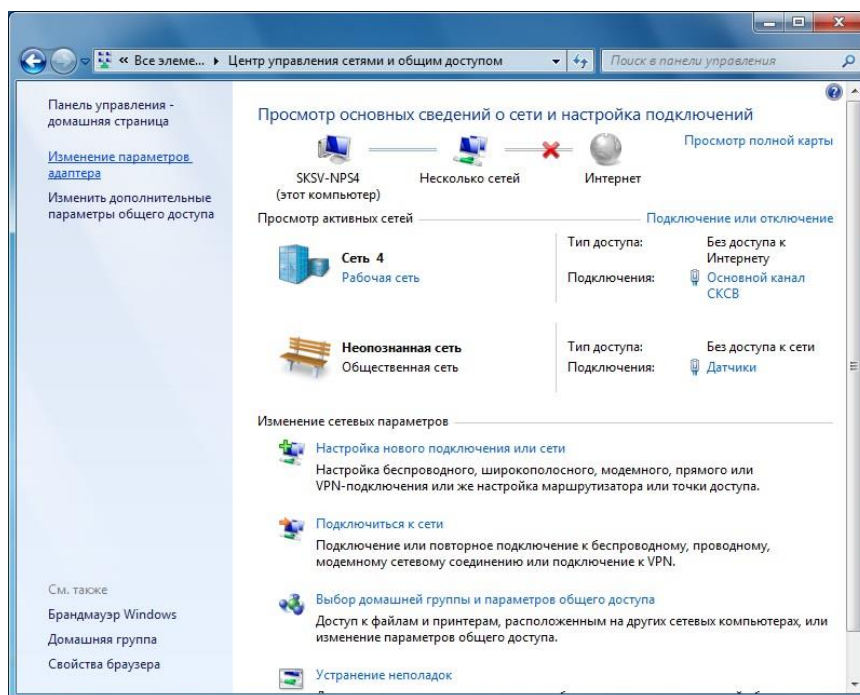 « Все элеме... ▸ Центр управления сетями и общим доступом
Поиск в панели управления
Панель управления -
домашняя страница
Изменение параметров
адаптера
Изменить дополнительные
параметры общего доступа
См. также
Брандмауэр Windows
Домашняя группа
Свойства браузера
Просмотр основных сведений о сети и настройка подключений
Просмотр полной карты
SKSV-NPS4
(этот компьютер)
Несколько сетей
Интернет
Просмотр активных сетей
Подключение или отключение
Сеть 4
Рабочая сеть
Тип доступа: Без доступа к
Интернету
Подключения: Основной канал
СКСВ
Неопознанная сеть
Общественная сеть
Тип доступа: Без доступа к сети
Подключения: Датчики
Изменение сетевых параметров
Настройка нового подключения или сети
Настройка беспроводного, широкополосного, модемного, прямого или
VPN-подключения или же настройка маршрутизатора или точки доступа.
Подключиться к сети
Подключение или повторное подключение к беспроводному, проводному,
модемному сетевому соединению или подключение к VPN.
Выбор домашней группы и параметров общего доступа
Доступ к файлам и принтерам, расположенным на других сетевых компьютерах, или
изменение параметров общего доступа.
Устранение неполадок